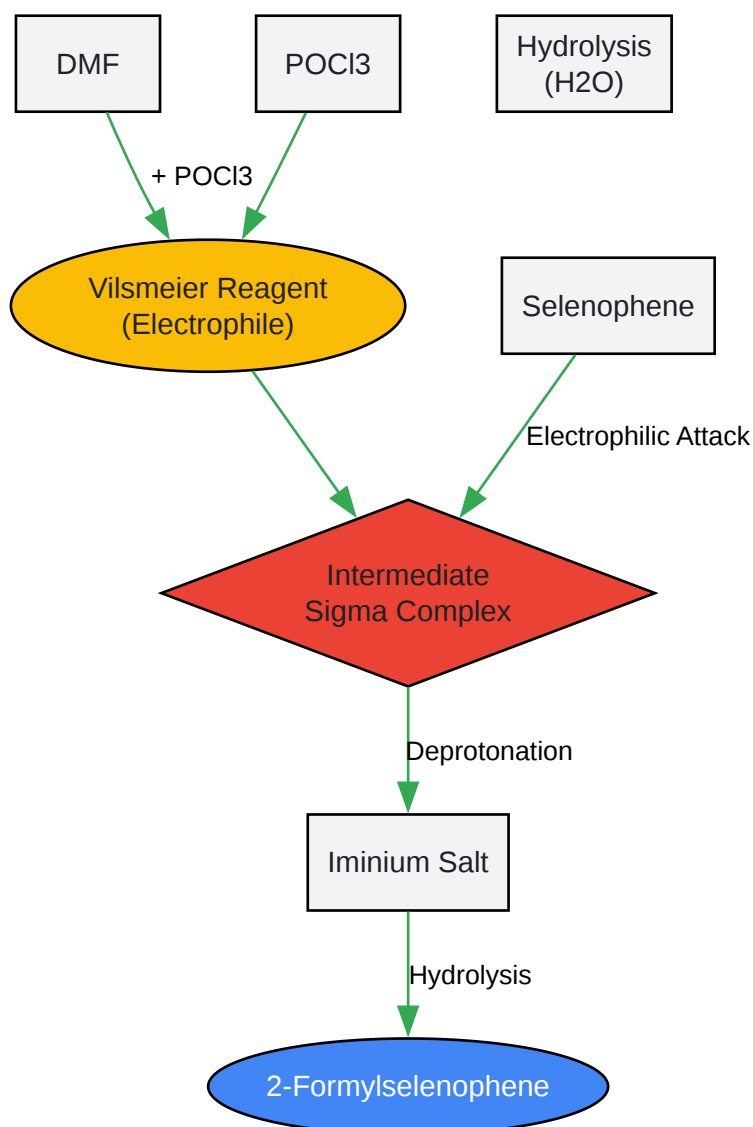 DMF
POCl3
Hydrolysis
(H2O)
+ POCl3
Vilsmeier Reagent
(Electrophile)
Selenophene
Electrophilic Attack
Intermediate
Sigma Complex
Deprotonation
Iminium Salt
Hydrolysis
2-Formylselenophene